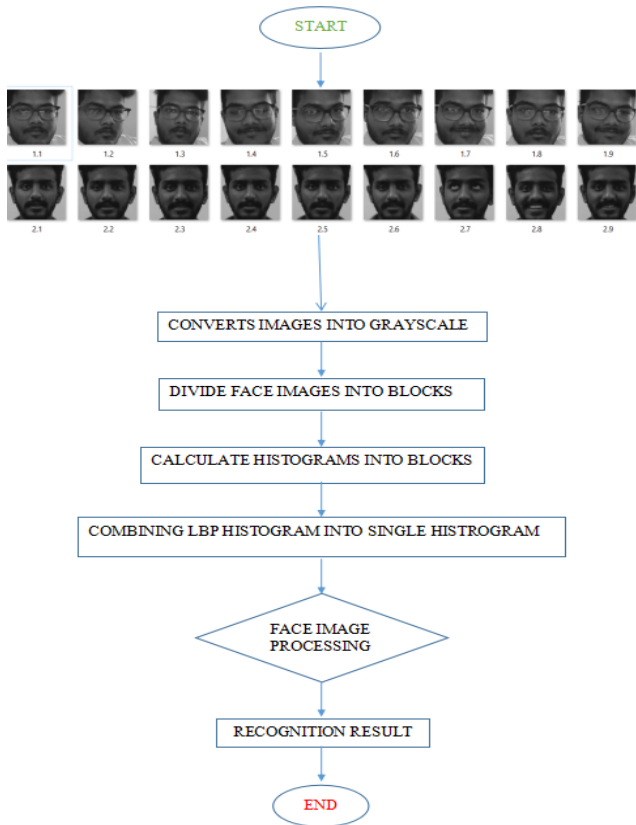 START
1.1 1.2 1.3 1.4 1.5 1.6 1.7 1.8 1.9
2.1 2.2 2.3 2.4 2.5 2.6 2.7 2.8 2.9
CONVERTS IMAGES INTO GRAYSCALE
DIVIDE FACE IMAGES INTO BLOCKS
CALCULATE HISTOGRAMS INTO BLOCKS
COMBINING LBP HISTOGRAM INTO SINGLE HISTROGRAM
FACE IMAGE
PROCESSING
RECOGNITION RESULT
END